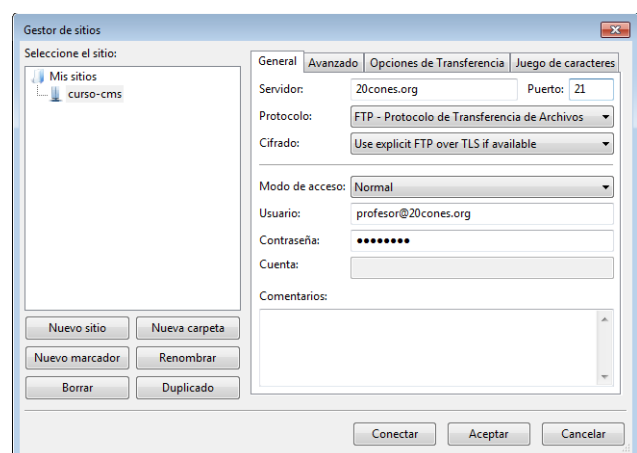 Gestor de sitios
Seleccione el sitio:
Mis sitios
curso-cms
Nuevo sitio Nueva carpeta
Nuevo marcador Renombrar
Borrar Duplicado
General Avanzado Opciones de Transferencia Juego de caracteres
Servidor: 20cones.org Puerto: 21
Protocolo: FTP - Protocolo de Transferencia de Archivos
Cifrado: Use explicit FTP over TLS if available
Modo de acceso: Normal
Usuario: profesor@20cones.org
Contraseña: ●●●●●●●●
Cuenta:
Comentarios:
Conectar Aceptar Cancelar